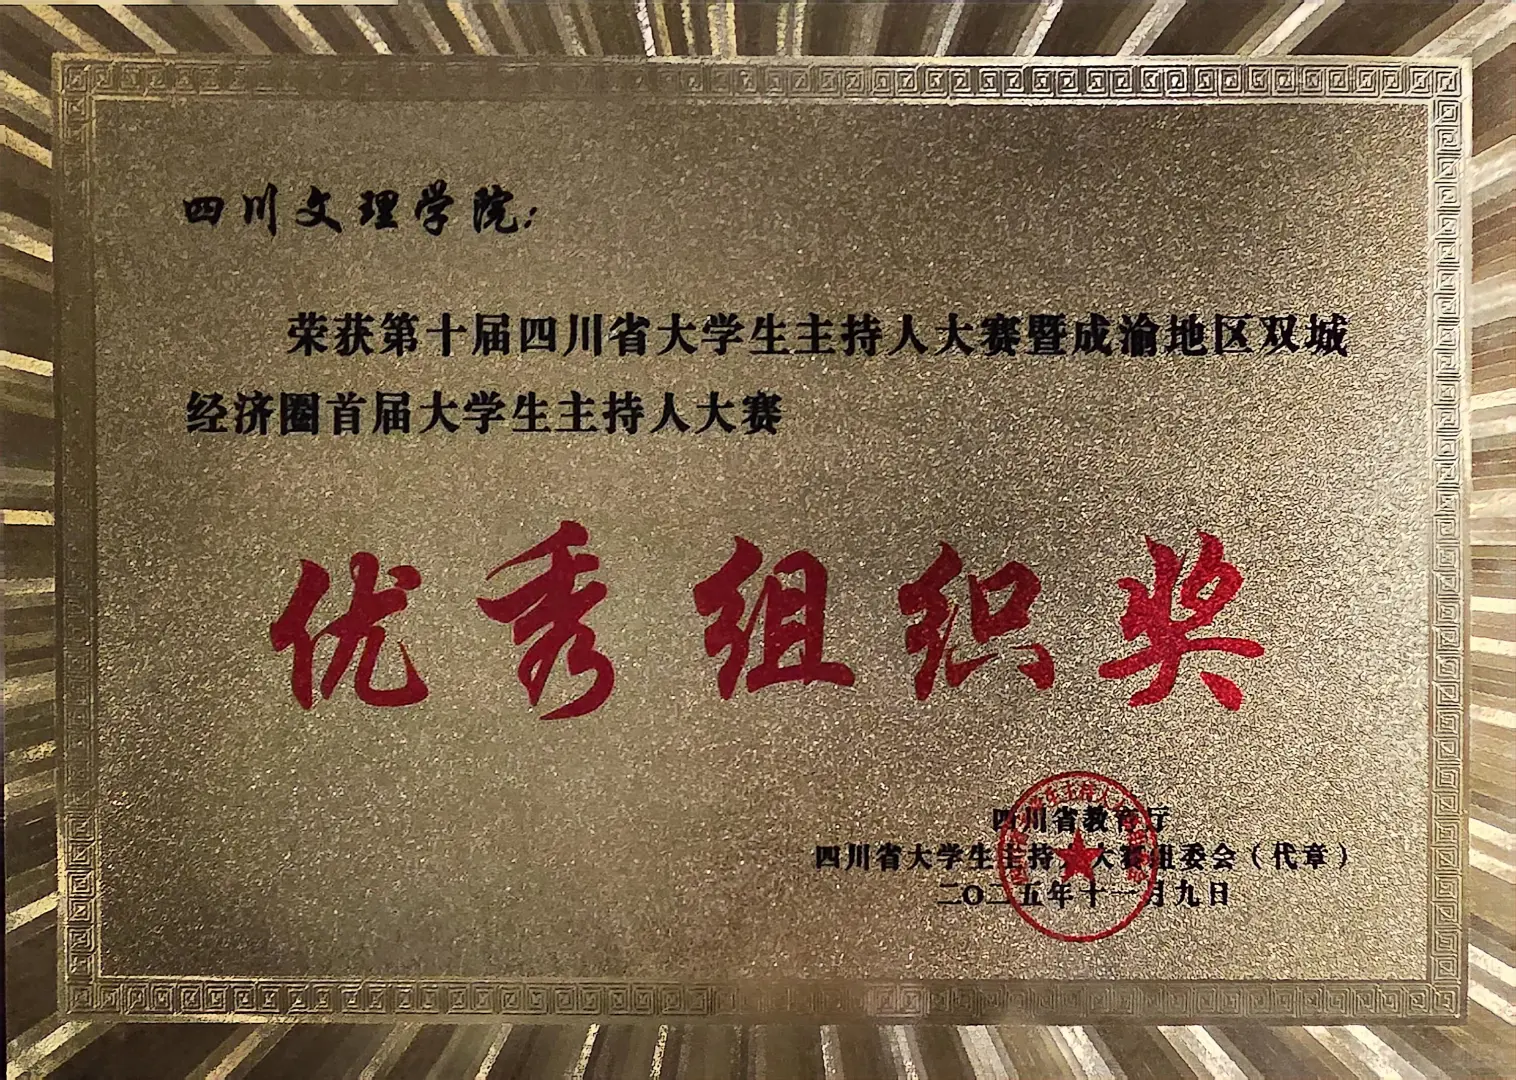 四川文理学院：
荣获第十届四川省大学生主持人大赛暨成渝地区双城
经济圈首届大学生主持人大赛
优秀组织奖
四川省教育厅
四川省大学生主持人大赛组委会（代章）
二〇二五年十一月九日